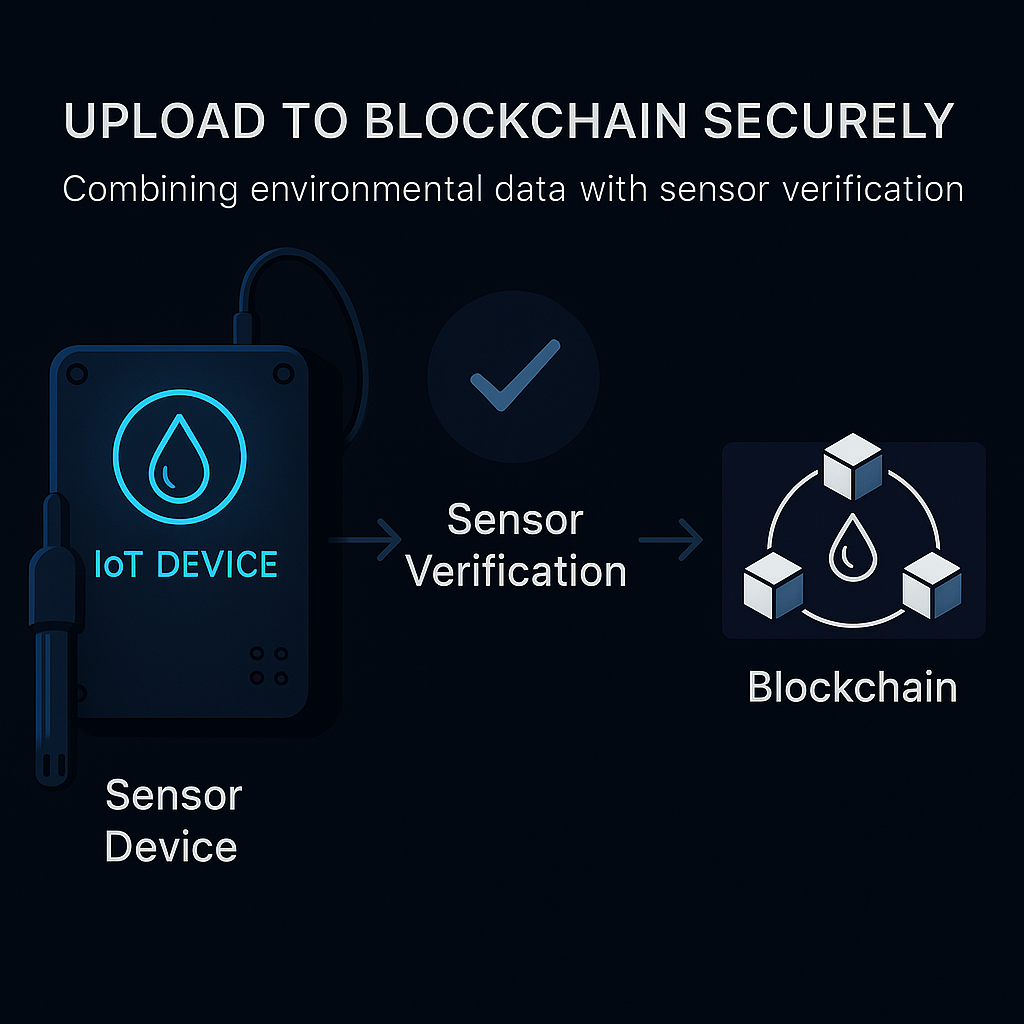 UPLOAD TO BLOCKCHAIN SECURELY
Combining environmental data with sensor verification
IoT DEVICE
Sensor
Device
Sensor
Verification
Blockchain